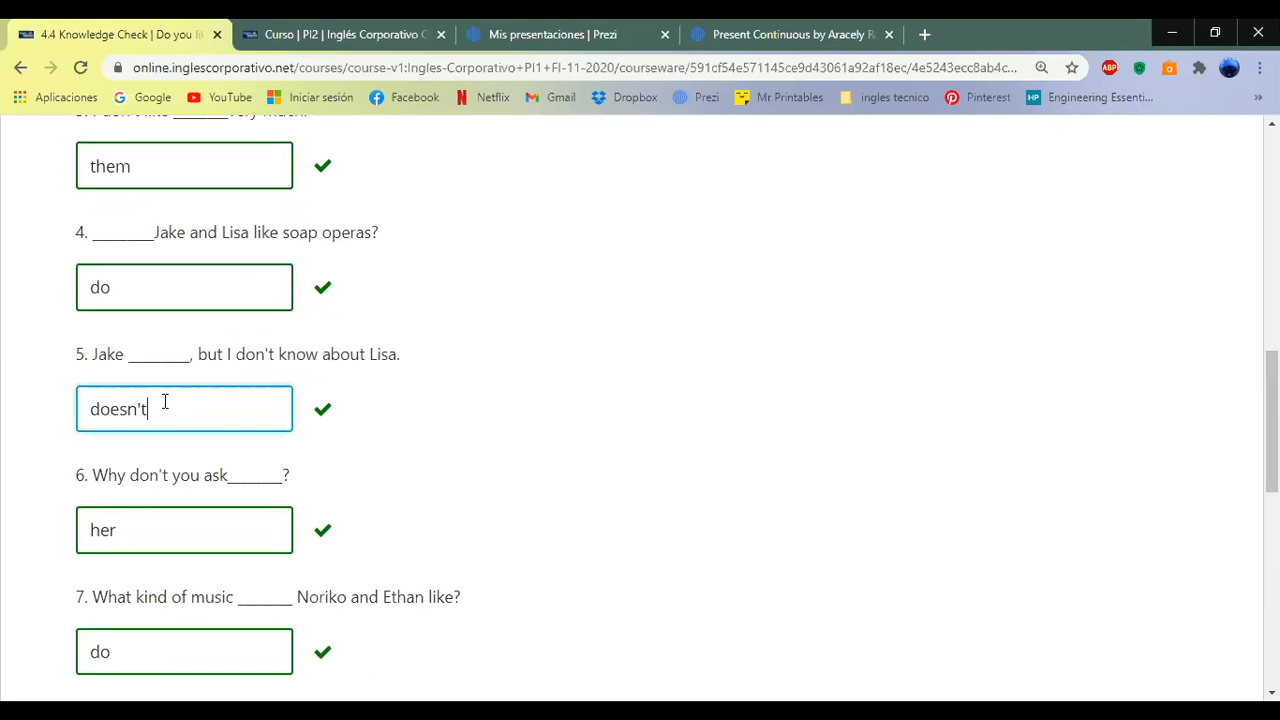 4.4 Knowledge Check | Do you li
Curso | PI2 | Inglés Corporativo C
Mis presentaciones | Prezi
Present Continuous by Aracely R
online.inglescorporativo.net/courses/course-v1:Ingles-Corporativo+PI1+FI-11-2020/courseware/591cf54e571145ce9d43061a92af18ec/4e5243ecc8ab4c...
ABP
Aplicaciones
Google
YouTube
Iniciar sesión
Facebook
Netflix
Gmail
Dropbox
Prezi
Mr Printables
ingles tecnico
Pinterest
HP Engineering Essenti...
»
them
4. ________Jake and Lisa like soap operas?
do
5. Jake ________, but I don't know about Lisa.
doesn't
6. Why don't you ask_______?
her
7. What kind of music _______ Noriko and Ethan like?
do